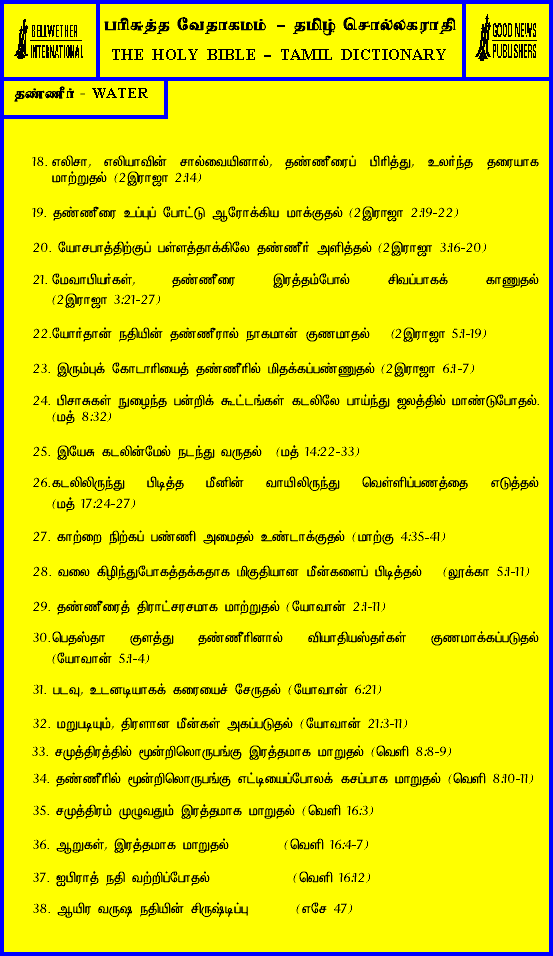 BELLWETHER
INTERNATIONAL
பரிசுத்த வேதாகமம் – தமிழ் சொல்லகராதி
THE HOLY BIBLE – TAMIL DICTIONARY
GOOD NEWS
PUBLISHERS
தண்ணீர் - WATER
18. எலிசா, எலியாவின் சால்வையினால், தண்ணீரைப் பிரித்து, உலர்ந்த தரையாக
மாற்றுதல் (2இராஜா 2:14)
19. தண்ணீரை உப்புப் போட்டு ஆரோக்கிய மாக்குதல் (2இராஜா 2:19-22)
20. யோசபாத்திற்குப் பள்ளத்தாக்கிலே தண்ணீர் அளித்தல் (2இராஜா 3:16-20)
21. மேவாபியர்கள், தண்ணீரை இரத்தம்போல் சிவப்பாகக் காணுதல்
(2இராஜா 3:21-27)
22.யோர்தான் நதியின் தண்ணீரால் நாகமான் குணமாதல் (2இராஜா 5:1-19)
23. இரும்புக் கோடாரியைத் தண்ணீரில் மிதக்கப்பண்ணுதல் (2இராஜா 6:1-7)
24. பிசாசுகள் நுழைந்த பன்றிக் கூட்டங்கள் கடலிலே பாய்ந்து ஜலத்தில் மாண்டுபோதல்.
(மத் 8:32)
25. இயேசு கடலின்மேல் நடந்து வருதல் (மத் 14:22-33)
26.கடலிலிருந்து பிடித்த மீனின் வாயிலிருந்து வெள்ளிப்பணத்தை எடுத்தல்
(மத் 17:24-27)
27. காற்றை நிற்கப் பண்ணி அமைதல் உண்டாக்குதல் (மாற்கு 4:35-41)
28. வலை கிழிந்துபோகத்தக்கதாக மிகுதியான மீன்களைப் பிடித்தல் (லூக்கா 5:1-11)
29. தண்ணீரைத் திராட்சரசமாக மாற்றுதல் (யோவான் 2:1-11)
30.பெதஸ்தா குளத்து தண்ணீரினால் வியாதியஸ்தர்கள் குணமாக்கப்படுதல்
(யோவான் 5:1-4)
31. படவு, உடனடியாகக் கரையைச் சேருதல் (யோவான் 6:21)
32. மறுபடியும், திரளான மீன்கள் அகப்படுதல் (யோவான் 21:3-11)
33. சமுத்திரத்தில் மூன்றிலொருபங்கு இரத்தமாக மாறுதல் (வெளி 8:8-9)
34. தண்ணீரில் மூன்றிலொருபங்கு எட்டியைப்போலக் கசப்பாக மாறுதல் (வெளி 8:10-11)
35. சமுத்திரம் முழுவதும் இரத்தமாக மாறுதல் (வெளி 16:3)
36. ஆறுகள், இரத்தமாக மாறுதல் (வெளி 16:4-7)
37. ஐபிராத் நதி வற்றிப்போதல் (வெளி 16:12)
38. ஆயிர வருஷ நதியின் சிருஷ்டிப்பு (எசே 47)